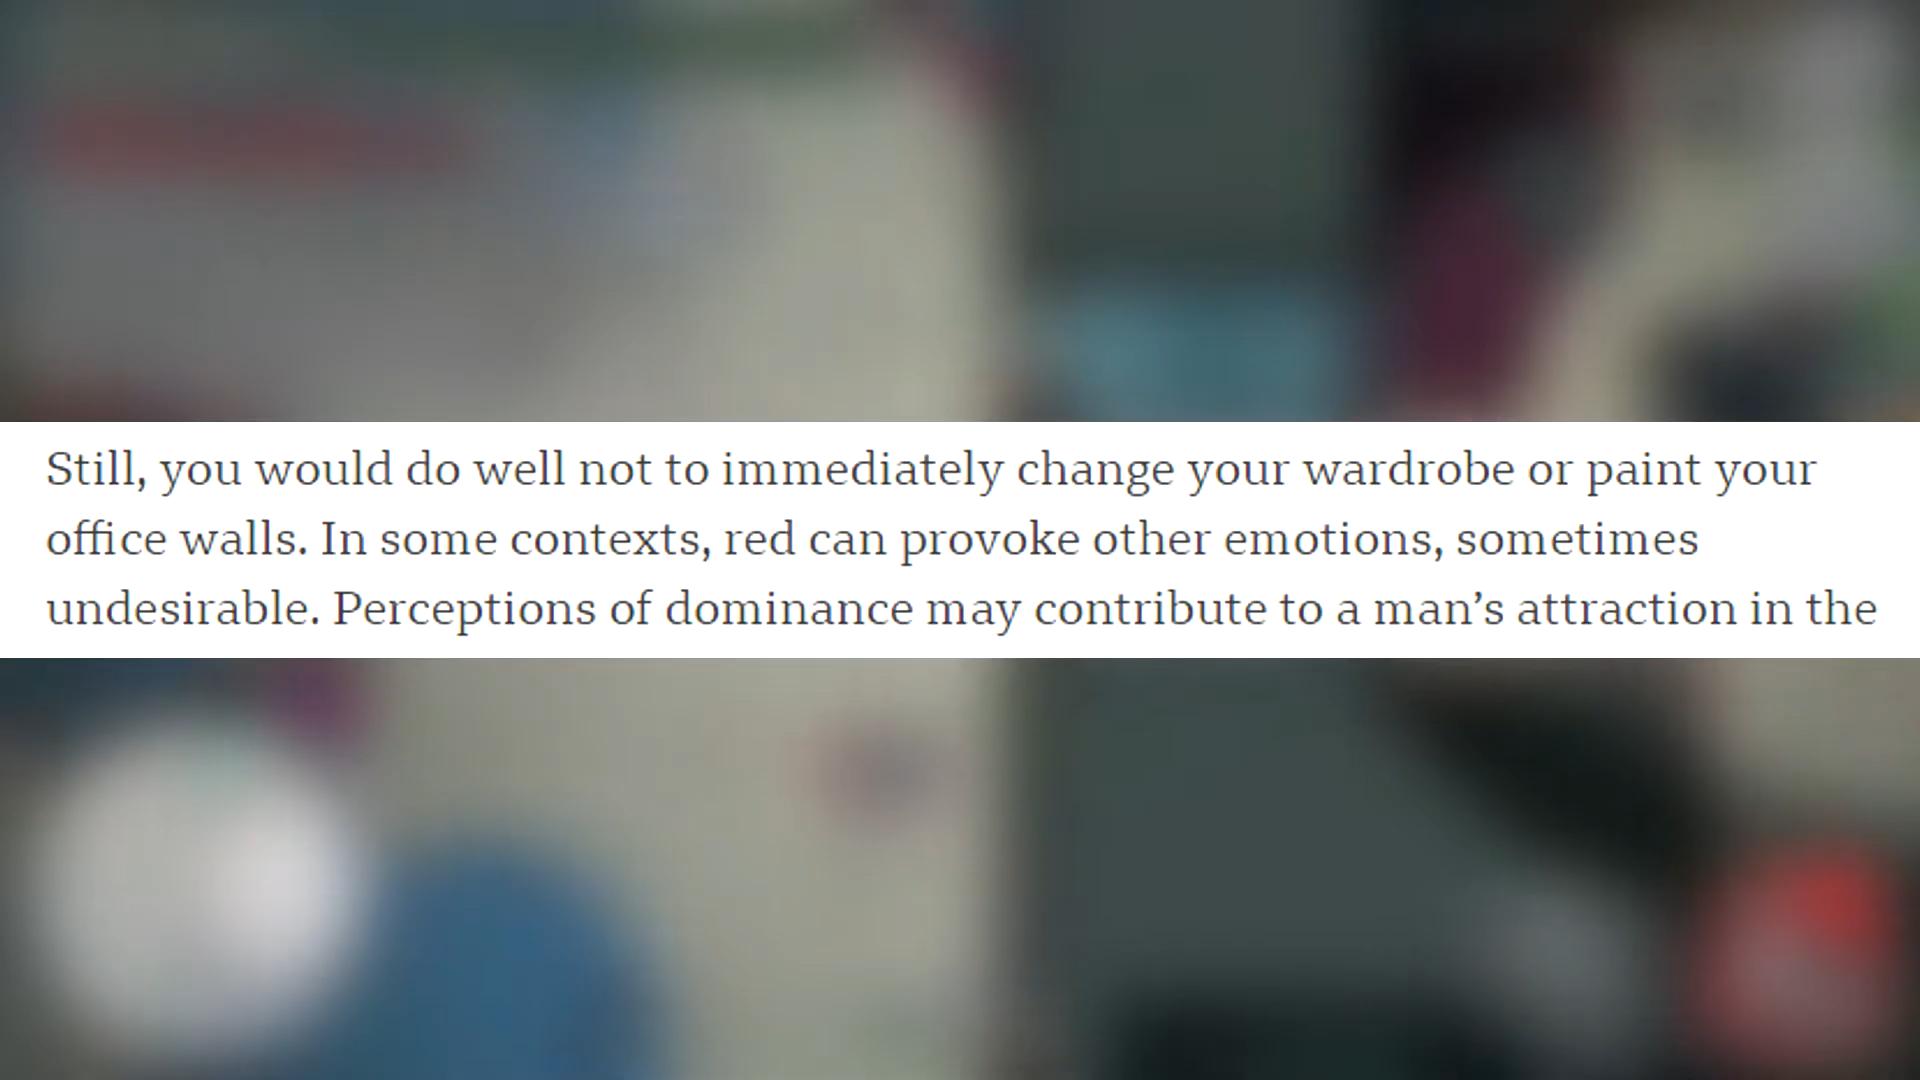 Still, you would do well not to immediately change your wardrobe or paint your
office walls. In some contexts, red can provoke other emotions, sometimes
undesirable. Perceptions of dominance may contribute to a man’s attraction in the